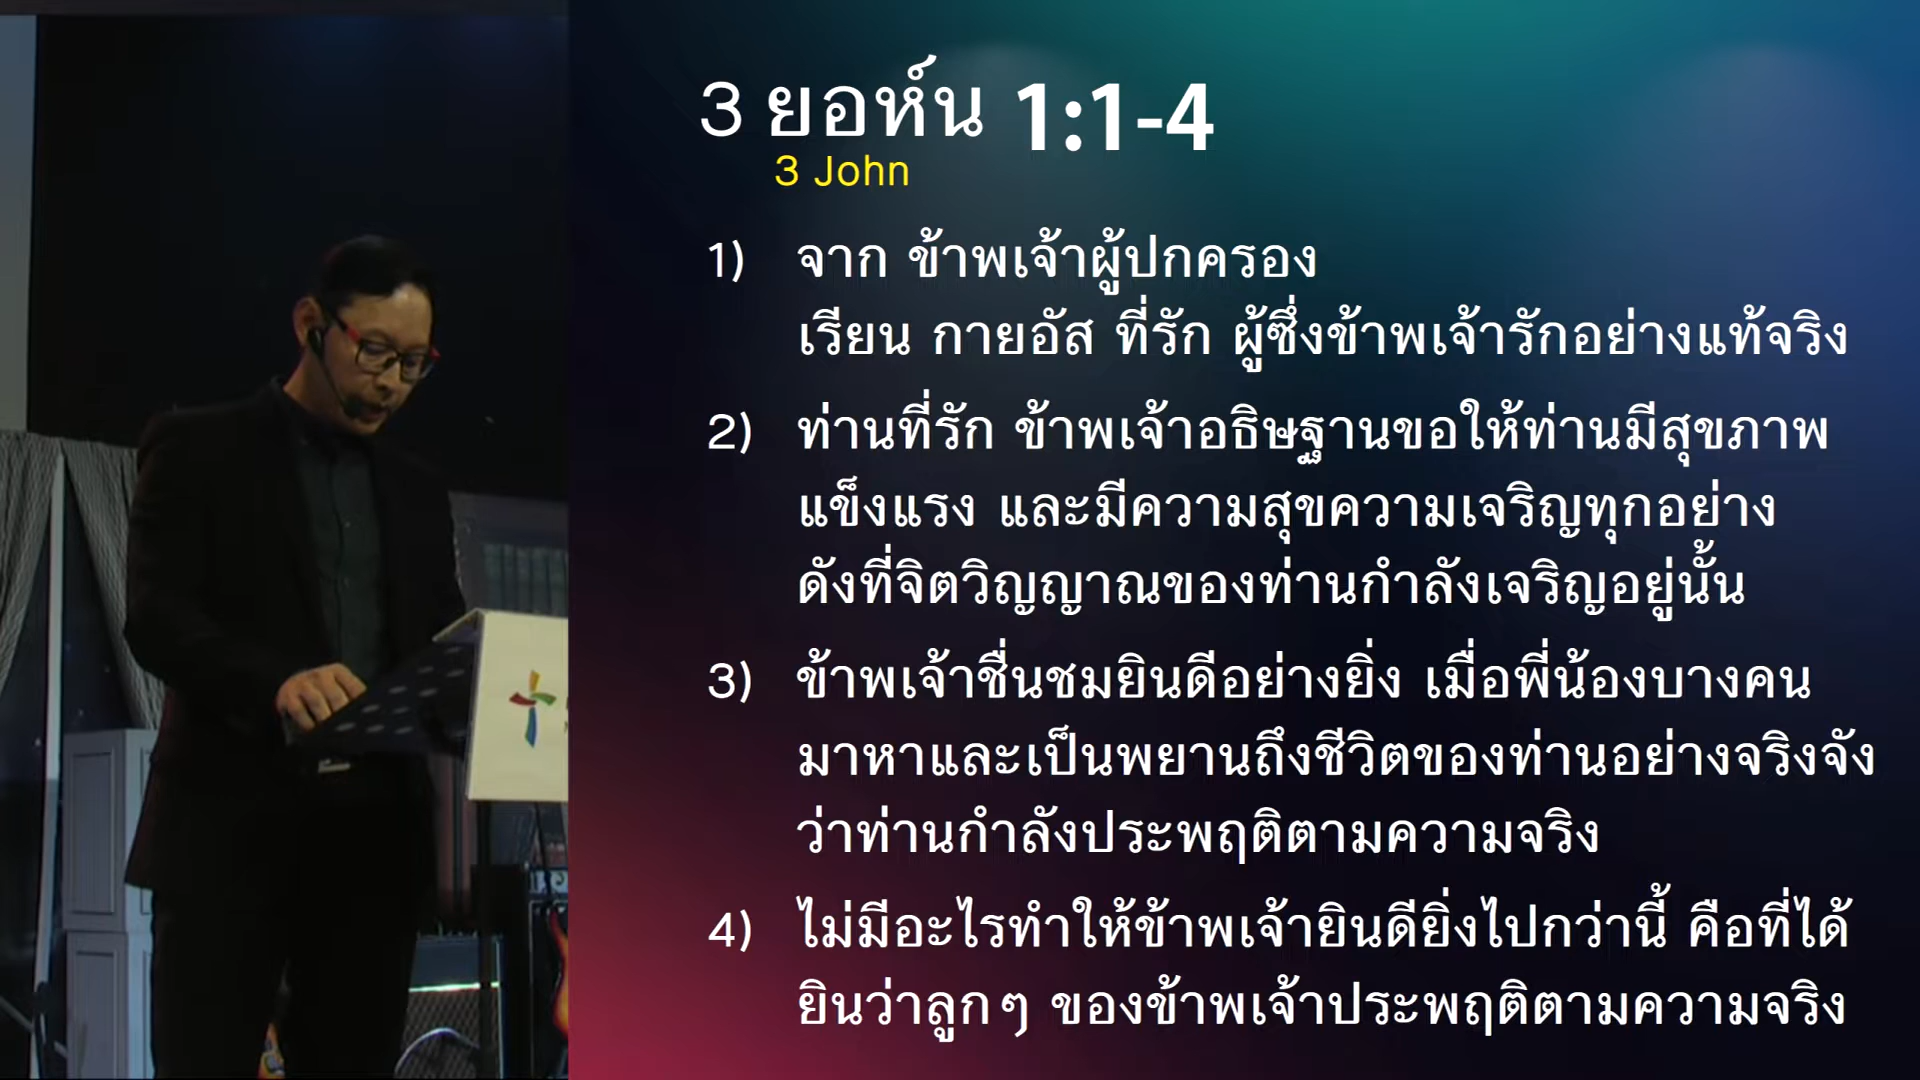 3 ยอห์น 1:1-4
3 John
1) จาก ข้าพเจ้าผู้ปกครอง
เรียน กายอัส ที่รัก ผู้ซึ่งข้าพเจ้ารักอย่างแท้จริง
2) ท่านที่รัก ข้าพเจ้าอธิษฐานขอให้ท่านมีสุขภาพ
แข็งแรง และมีความสุขความเจริญทุกอย่าง
ดังที่จิตวิญญาณของท่านกำลังเจริญอยู่นั้น
3) ข้าพเจ้าชื่นชมยินดีอย่างยิ่ง เมื่อพี่น้องบางคน
มาหาและเป็นพยานถึงชีวิตของท่านอย่างจริงจัง
ว่าท่านกำลังประพฤติตามความจริง
4) ไม่มีอะไรทำให้ข้าพเจ้ายินดียิ่งไปกว่านี้ คือที่ได้
ยินว่าลูกๆ ของข้าพเจ้าประพฤติตามความจริง